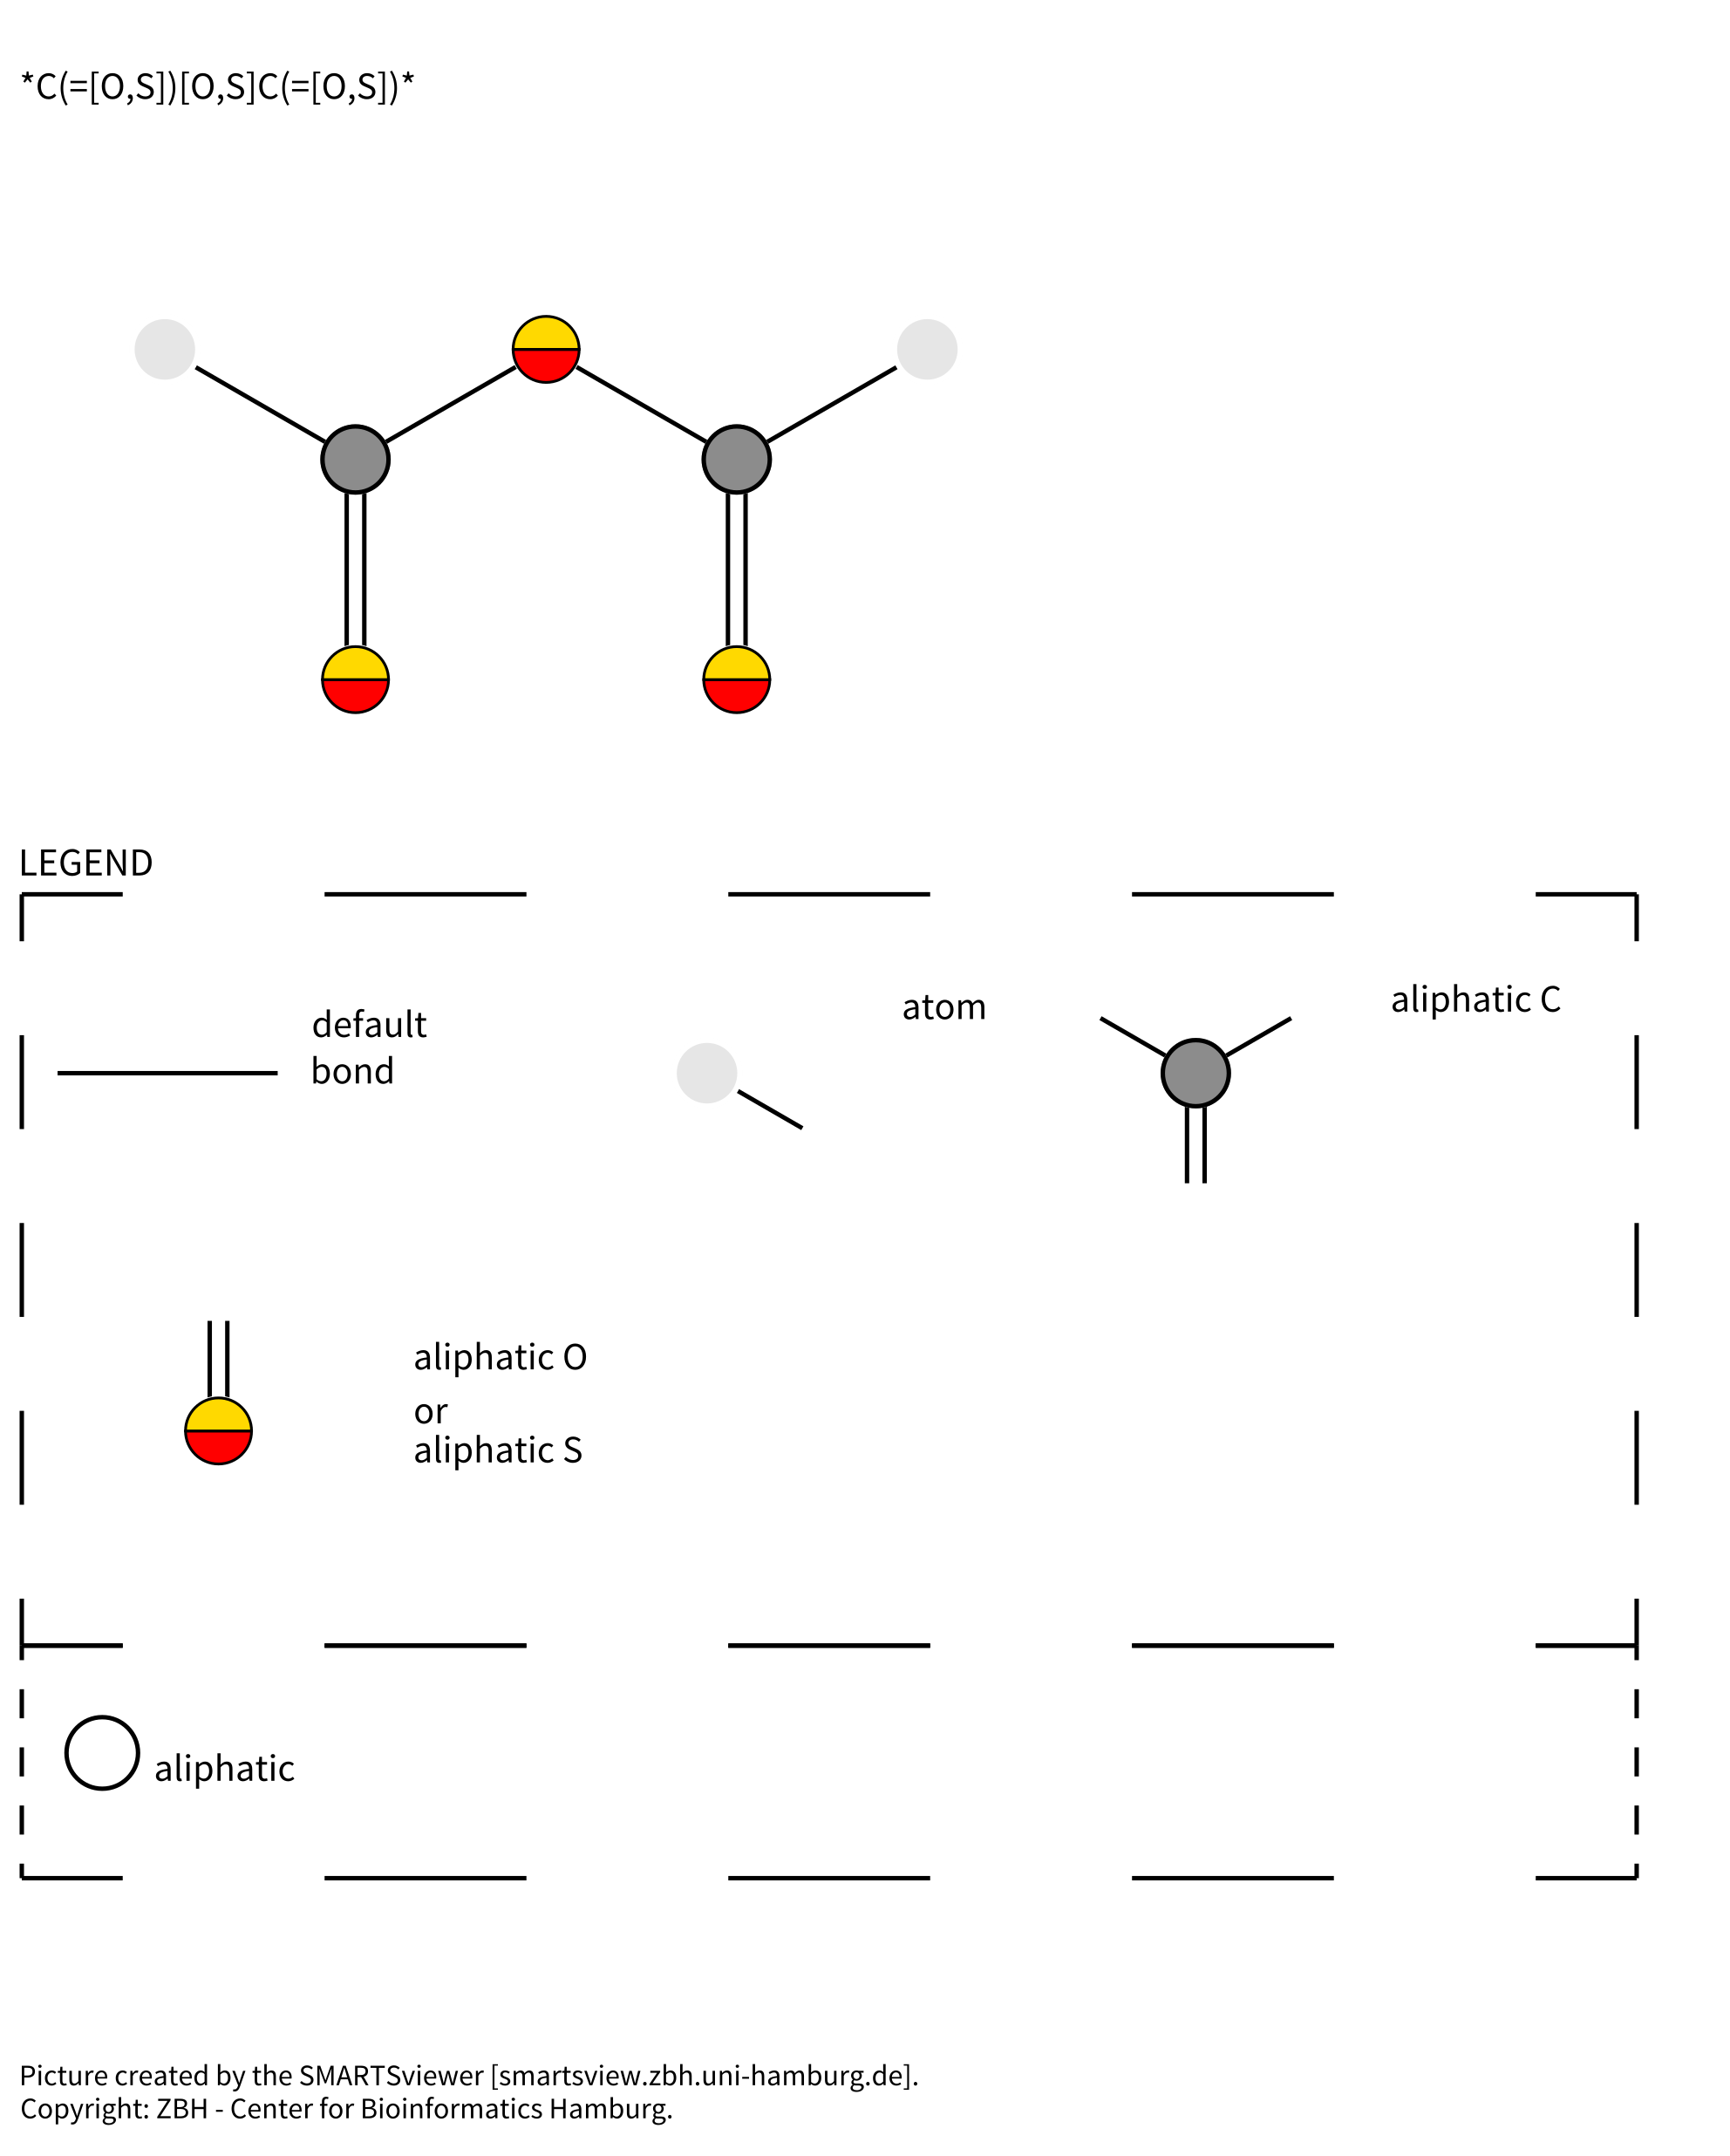 *C(=[O,S])[O,S]C(=[O,S])*
LEGEND
default
bond
atom
aliphatic C
aliphatic O
or
aliphatic S
aliphatic
Picture created by the SMARTSviewer [smartsview.zbh.uni-hamburg.de].
Copyright: ZBH - Center for Bioinformatics Hamburg.